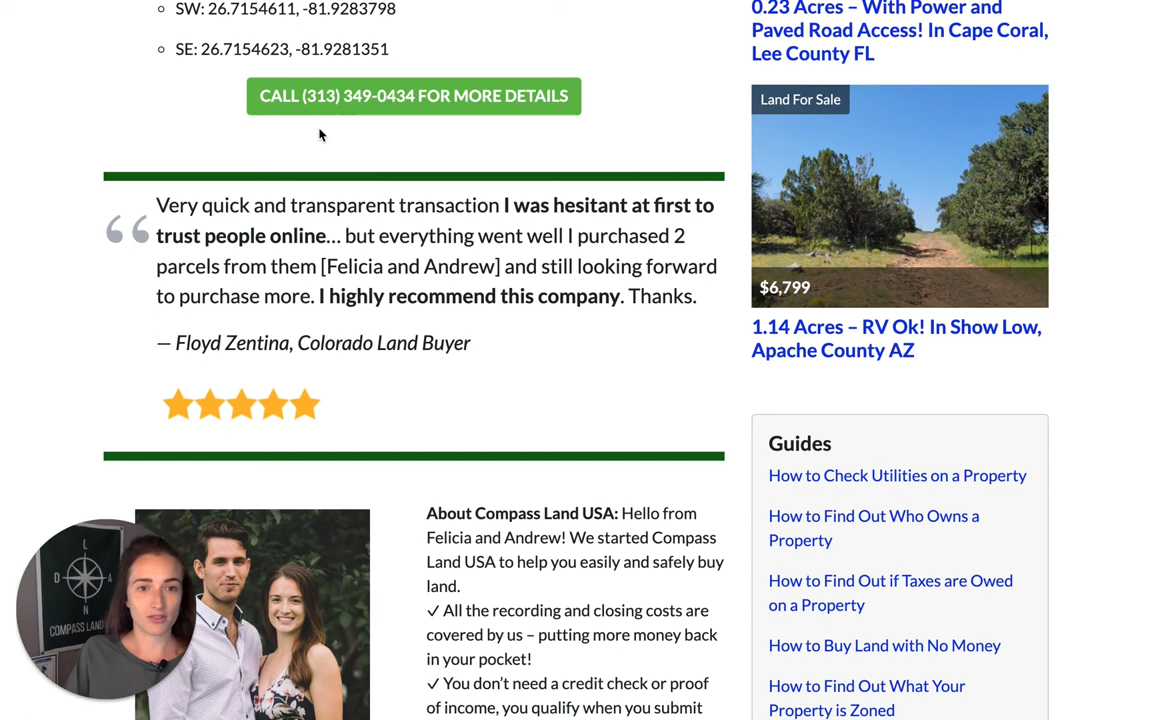 SW: 26.7154611, -81.9283798
SE: 26.7154623, -81.9281351
CALL (313) 349-0434 FOR MORE DETAILS
Very quick and transparent transaction I was hesitant at first to
trust people online... but everything went well I purchased 2
parcels from them [Felicia and Andrew] and still looking forward
to purchase more. I highly recommend this company. Thanks.
— Floyd Zentina, Colorado Land Buyer
About Compass Land USA: Hello from
Felicia and Andrew! We started Compass
Land USA to help you easily and safely buy
land.
✓ All the recording and closing costs are
covered by us – putting more money back
in your pocket!
✓ You don't need a credit check or proof
of income, you qualify when you submit
L
A
D
N
COMPASS LAND
0.23 Acres – With Power and
Paved Road Access! In Cape Coral,
Lee County FL
Land For Sale
$6,799
1.14 Acres – RV Ok! In Show Low,
Apache County AZ
Guides
How to Check Utilities on a Property
How to Find Out Who Owns a
Property
How to Find Out if Taxes are Owed
on a Property
How to Buy Land with No Money
How to Find Out What Your
Property is Zoned